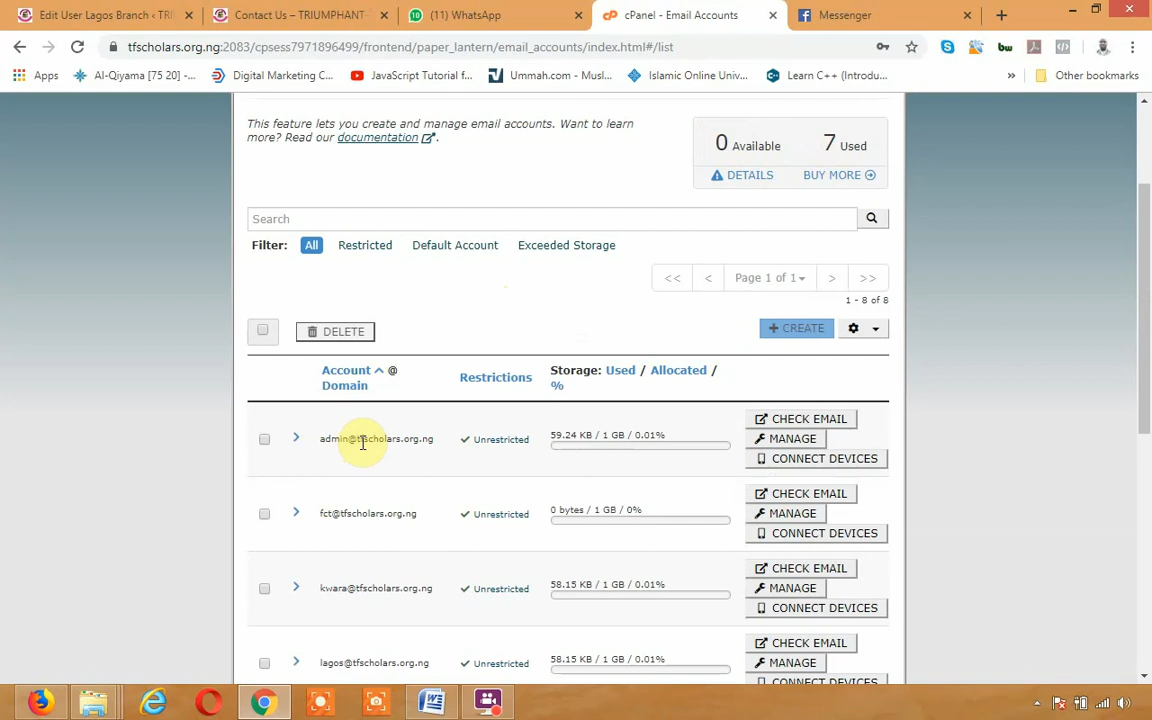 Edit User Lagos Branch ‹ TRI
Contact Us – TRIUMPHANT-
(11) WhatsApp
cPanel - Email Accounts
Messenger
tfscholars.org.ng:2083/cpsess7971896499/frontend/paper_lantern/email_accounts/index.html#/list
Apps
Al-Qiyama [75 20] -...
Digital Marketing C...
JavaScript Tutorial f...
Ummah.com - Musl...
Islamic Online Univ...
Learn C++ (Introdu...
Other bookmarks
This feature lets you create and manage email accounts. Want to learn
more? Read our documentation .
0 Available 7 Used
DETAILS BUY MORE
Search
Filter: All Restricted Default Account Exceeded Storage
<< < Page 1 of 1 > >>
1 - 8 of 8
DELETE
+ CREATE
Account @
Domain
Restrictions
Storage: Used / Allocated /
%
admin@tfscholars.org.ng
Unrestricted
59.24 KB / 1 GB / 0.01%
CHECK EMAIL
MANAGE
CONNECT DEVICES
fct@tfscholars.org.ng
Unrestricted
0 bytes / 1 GB / 0%
CHECK EMAIL
MANAGE
CONNECT DEVICES
kwara@tfscholars.org.ng
Unrestricted
58.15 KB / 1 GB / 0.01%
CHECK EMAIL
MANAGE
CONNECT DEVICES
lagos@tfscholars.org.ng
Unrestricted
58.15 KB / 1 GB / 0.01%
CHECK EMAIL
MANAGE
CONNECT DEVICES